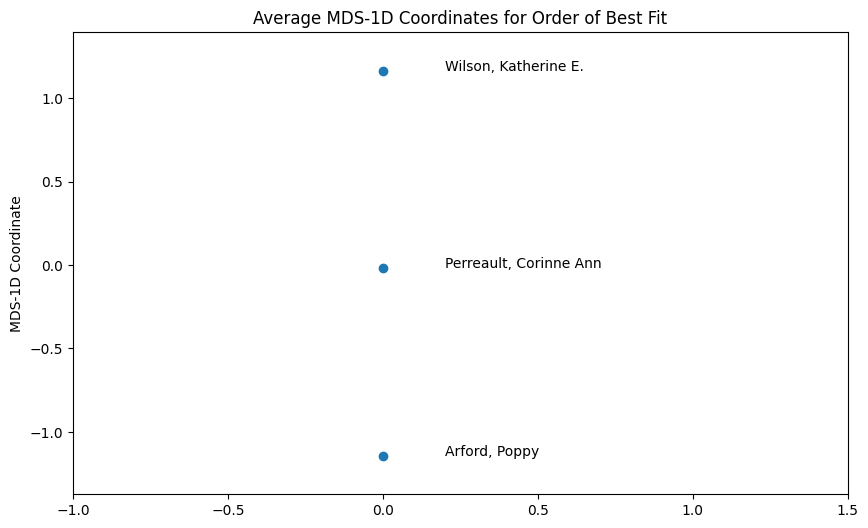 Average MDS-1D Coordinates for Order of Best Fit
Wilson, Katherine E.
1.0
0.5
MDS-1D Coordinate
0.0
Perreault, Corinne Ann
−0.5
−1.0
Arford, Poppy
−1.0 −0.5 0.0 0.5 1.0 1.5